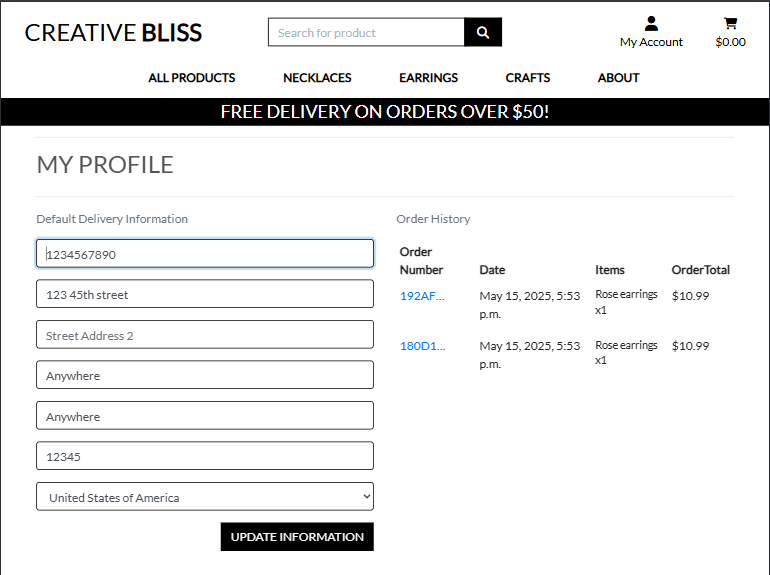 CREATIVE BLISS
Search for product
My Account
$0.00
ALL PRODUCTS NECKLACES EARRINGS CRAFTS ABOUT
FREE DELIVERY ON ORDERS OVER $50!
MY PROFILE
Default Delivery Information
1234567890
123 45th street
Street Address 2
Anywhere
Anywhere
12345
United States of America
UPDATE INFORMATION
Order History
Order
Number Date Items OrderTotal
192AF... May 15, 2025, 5:53 Rose earrings $10.99
p.m. x1
180D1... May 15, 2025, 5:53 Rose earrings $10.99
p.m. x1